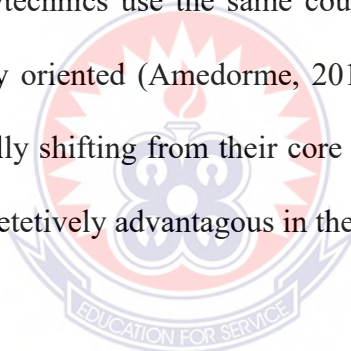 ytechnics use the same cou
y oriented (Amedorme, 201
lly shifting from their core
etetively advantagous in the
EDUCATION FOR SERVICE